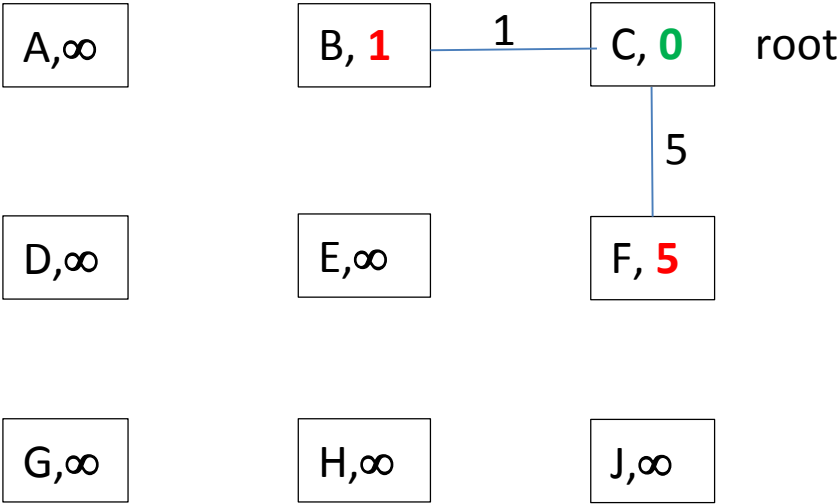 A,∞
B, 1
1
C, 0
root
5
D,∞
E,∞
F, 5
G,∞
H,∞
J,∞